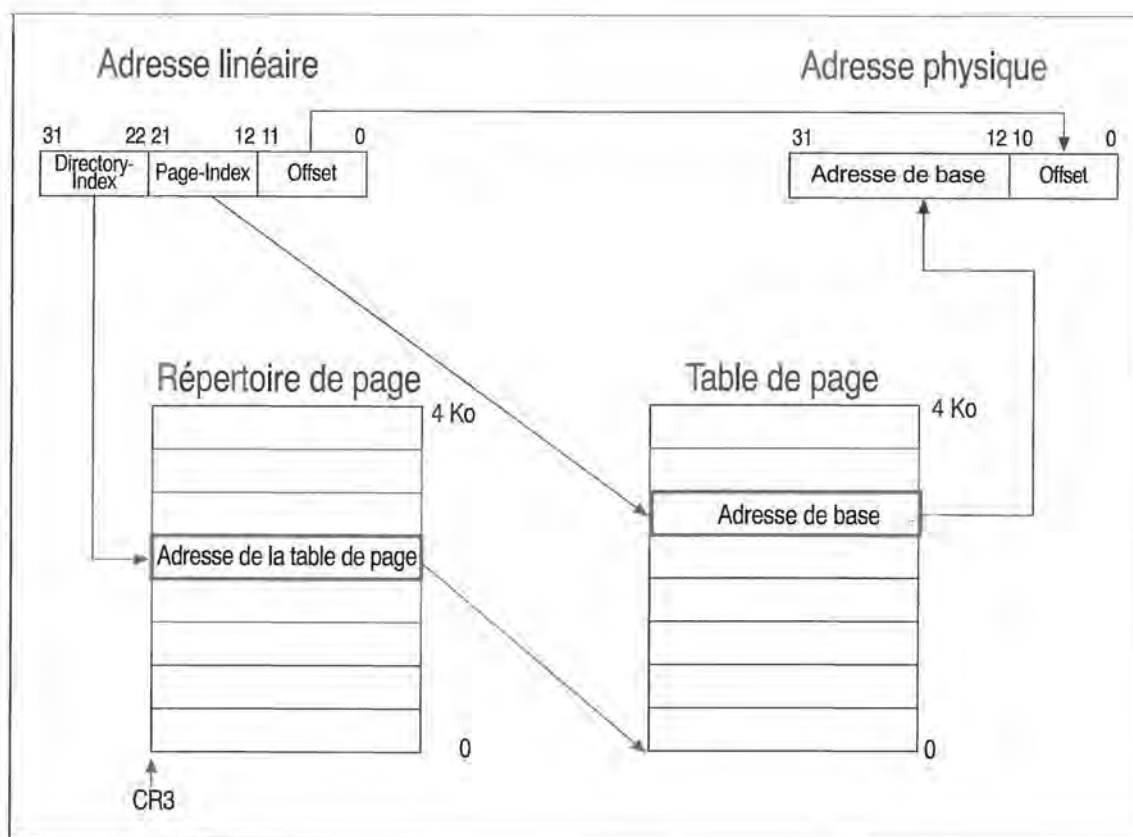 Adresse linéaire
Adresse physique
31 22 21 12 11 0
31 12 10 0
Directory-
Index
Page-Index
Offset
Adresse de base
Offset
Répertoire de page
Table de page
4 Ko
4 Ko
Adresse de base
Adresse de la table de page
0
0
CR3